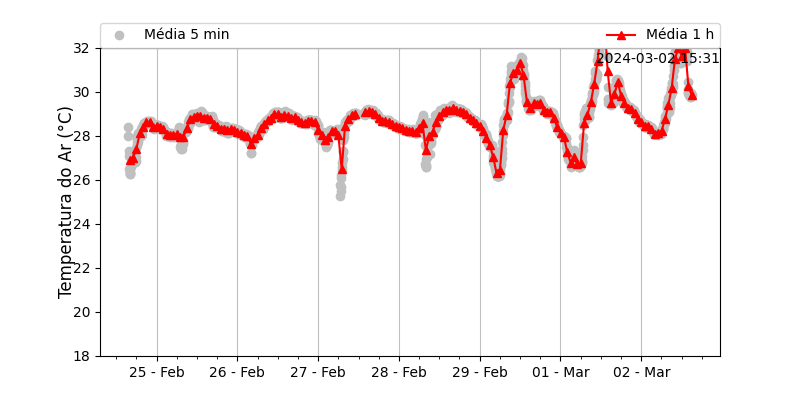 Média 5 min
Média 1 h
2024-03-02 15:31
Temperatura do Ar (°C)
32
30
28
26
24
22
20
18
25 - Feb
26 - Feb
27 - Feb
28 - Feb
29 - Feb
01 - Mar
02 - Mar